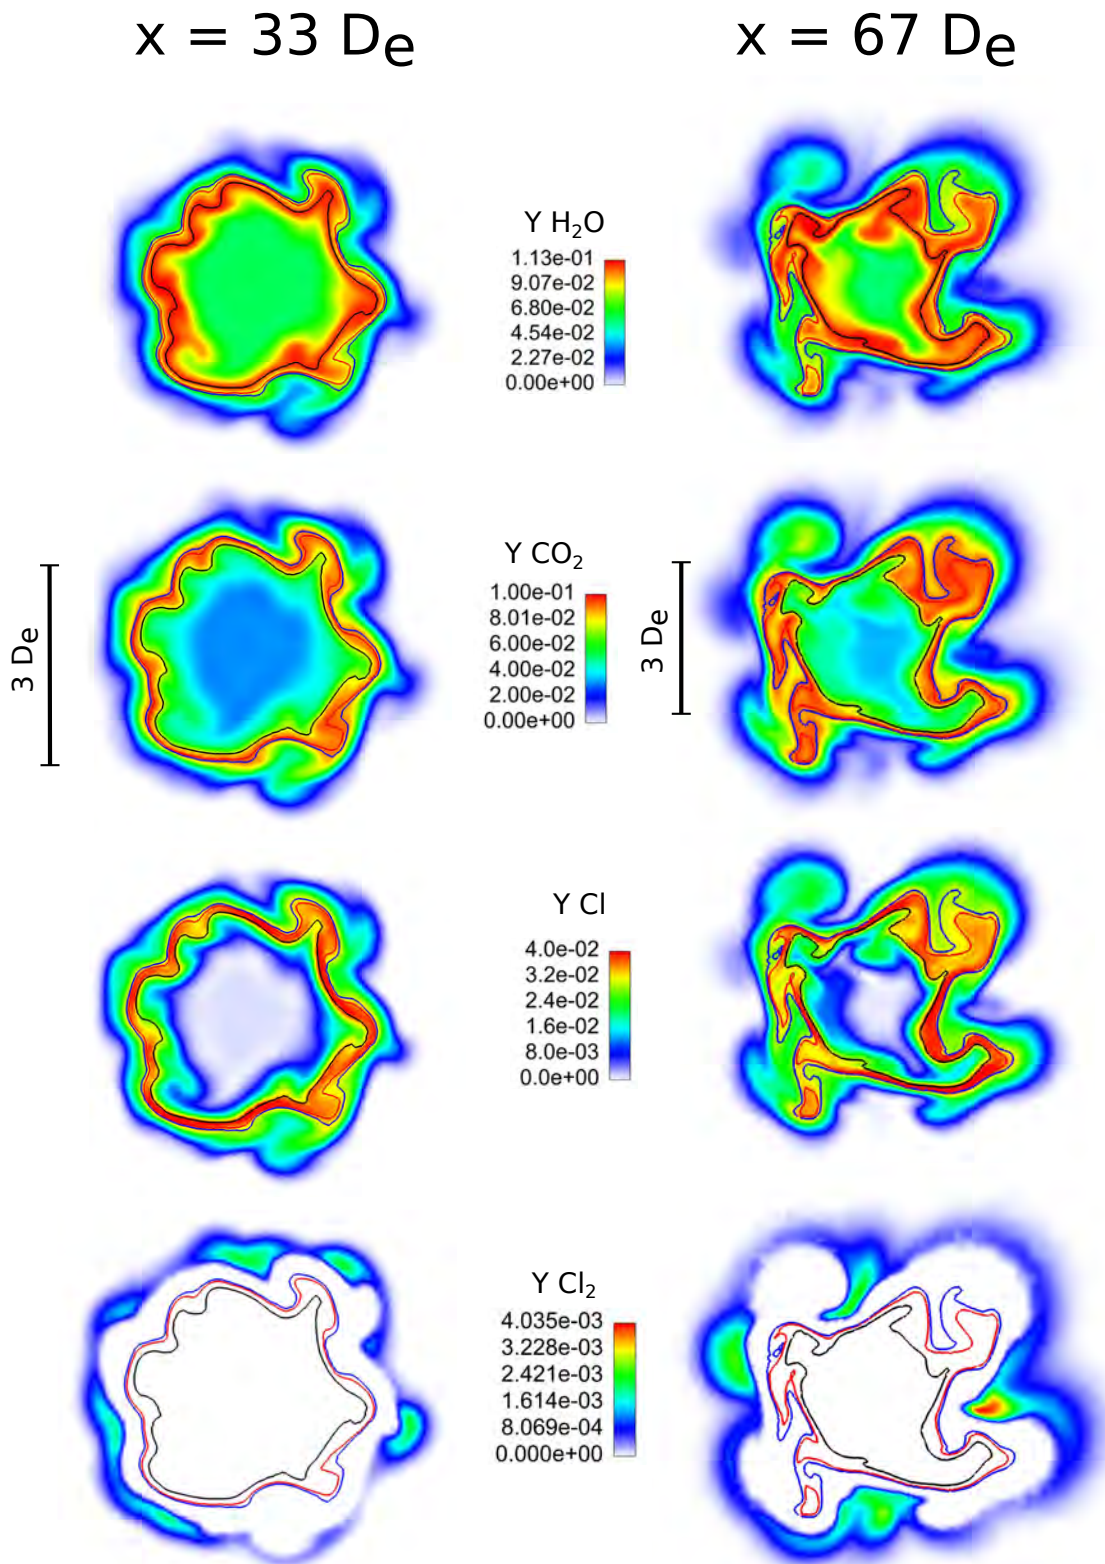 x = 33 De
x = 67 De
Y H₂O
1.13e-01
9.07e-02
6.80e-02
4.54e-02
2.27e-02
0.00e+00
3 De
Y CO₂
1.00e-01
8.01e-02
6.00e-02
4.00e-02
2.00e-02
0.00e+00
3 De
Y Cl
4.0e-02
3.2e-02
2.4e-02
1.6e-02
8.0e-03
0.0e+00
Y Cl₂
4.035e-03
3.228e-03
2.421e-03
1.614e-03
8.069e-04
0.000e+00